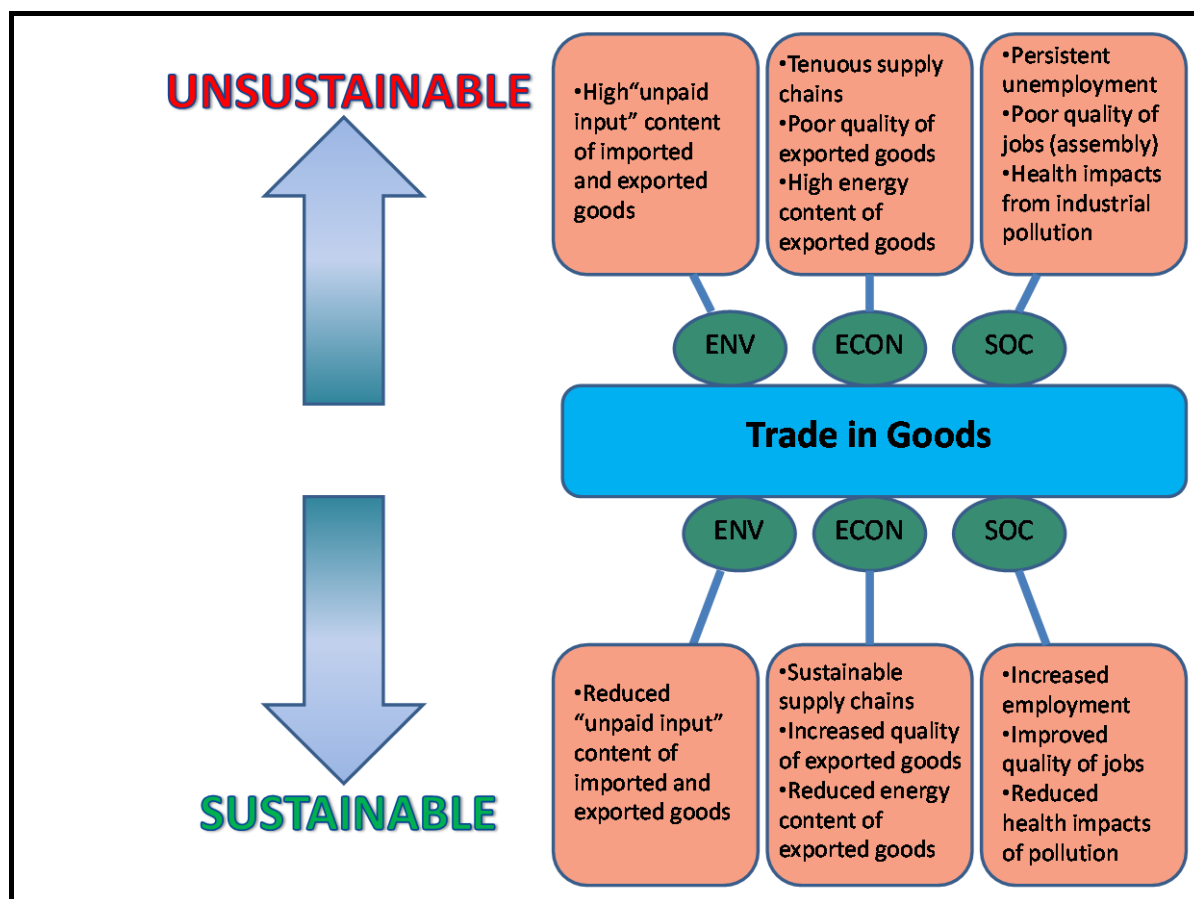 UNSUSTAINABLE
•High“unpaid
input” content
of imported
and exported
goods
•Tenuous supply
chains
•Poor quality of
exported goods
•High energy
content of
exported goods
•Persistent
unemployment
•Poor quality of
jobs (assembly)
•Health impacts
from industrial
pollution
ENV
ECON
SOC
Trade in Goods
ENV
ECON
SOC
•Reduced
“unpaid input”
content of
imported and
exported goods
•Sustainable
supply chains
•Increased quality
of exported goods
•Reduced energy
content of
exported goods
•Increased
employment
•Improved
quality of jobs
•Reduced
health impacts
of pollution
SUSTAINABLE